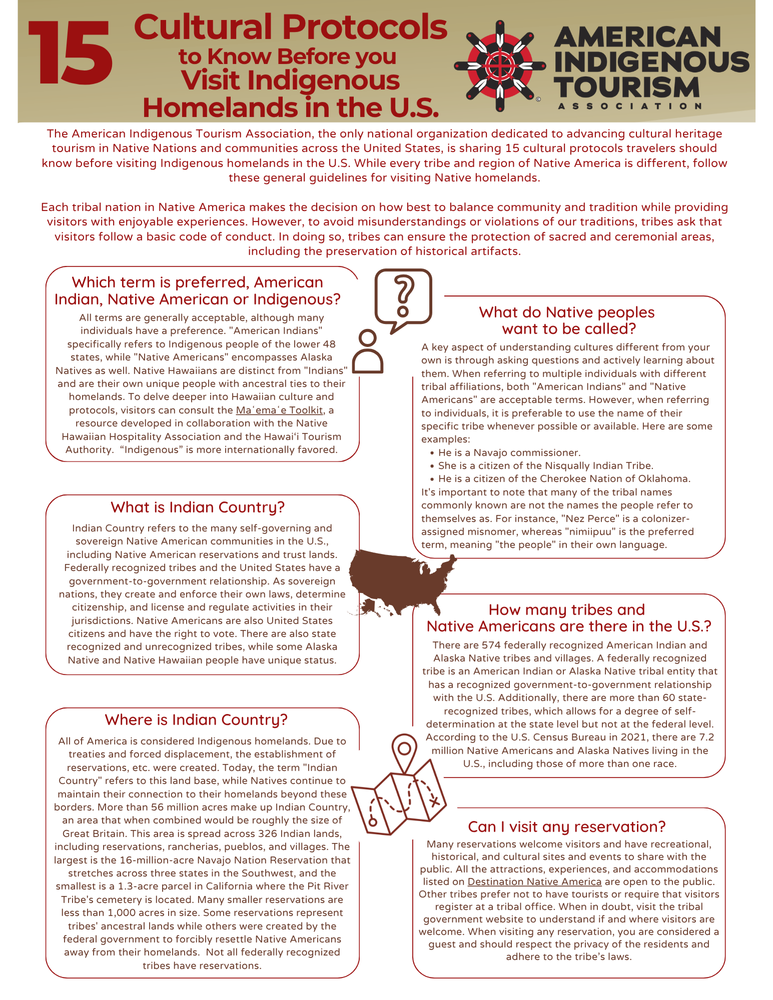 15
Cultural Protocols
to Know Before you
Visit Indigenous
Homelands in the U.S.
AMERICAN
INDIGENOUS
TOURISM
ASSOCIATION
The American Indigenous Tourism Association, the only national organization dedicated to advancing cultural heritage
tourism in Native Nations and communities across the United States, is sharing 15 cultural protocols travelers should
know before visiting Indigenous homelands in the U.S. While every tribe and region of Native America is different, follow
these general guidelines for visiting Native homelands.
Each tribal nation in Native America makes the decision on how best to balance community and tradition while providing
visitors with enjoyable experiences. However, to avoid misunderstandings or violations of our traditions, tribes ask that
visitors follow a basic code of conduct. In doing so, tribes can ensure the protection of sacred and ceremonial areas,
including the preservation of historical artifacts.
Which term is preferred, American
Indian, Native American or Indigenous?
All terms are generally acceptable, although many
individuals have a preference. "American Indians"
specifically refers to Indigenous people of the lower 48
states, while "Native Americans" encompasses Alaska
Natives as well. Native Hawaiians are distinct from "Indians"
and are their own unique people with ancestral ties to their
homelands. To delve deeper into Hawaiian culture and
protocols, visitors can consult the Maʻemaʻe Toolkit, a
resource developed in collaboration with the Native
Hawaiian Hospitality Association and the Hawai'i Tourism
Authority. "Indigenous" is more internationally favored.
?
What do Native peoples
want to be called?
A key aspect of understanding cultures different from your
own is through asking questions and actively learning about
them. When referring to multiple individuals with different
tribal affiliations, both "American Indians" and "Native
Americans" are acceptable terms. However, when referring
to individuals, it is preferable to use the name of their
specific tribe whenever possible or available. Here are some
examples:
• He is a Navajo commissioner.
• She is a citizen of the Nisqually Indian Tribe.
• He is a citizen of the Cherokee Nation of Oklahoma.
It's important to note that many of the tribal names
commonly known are not the names the people refer to
themselves as. For instance, "Nez Perce" is a colonizer-
assigned misnomer, whereas "nimiipuu" is the preferred
term, meaning "the people" in their own language.
What is Indian Country?
Indian Country refers to the many self-governing and
sovereign Native American communities in the U.S.,
including Native American reservations and trust lands.
Federally recognized tribes and the United States have a
government-to-government relationship. As sovereign
nations, they create and enforce their own laws, determine
citizenship, and license and regulate activities in their
jurisdictions. Native Americans are also United States
citizens and have the right to vote. There are also state
recognized and unrecognized tribes, while some Alaska
Native and Native Hawaiian people have unique status.
How many tribes and
Native Americans are there in the U.S.?
There are 574 federally recognized American Indian and
Alaska Native tribes and villages. A federally recognized
tribe is an American Indian or Alaska Native tribal entity that
has a recognized government-to-government relationship
with the U.S. Additionally, there are more than 60 state-
recognized tribes, which allows for a degree of self-
determination at the state level but not at the federal level.
According to the U.S. Census Bureau in 2021, there are 7.2
million Native Americans and Alaska Natives living in the
U.S., including those of more than one race.
Where is Indian Country?
All of America is considered Indigenous homelands. Due to
treaties and forced displacement, the establishment of
reservations, etc. were created. Today, the term "Indian
Country" refers to this land base, while Natives continue to
maintain their connection to their homelands beyond these
borders. More than 56 million acres make up Indian Country,
an area that when combined would be roughly the size of
Great Britain. This area is spread across 326 Indian lands,
including reservations, rancherias, pueblos, and villages. The
largest is the 16-million-acre Navajo Nation Reservation that
stretches across three states in the Southwest, and the
smallest is a 1.3-acre parcel in California where the Pit River
Tribe's cemetery is located. Many smaller reservations are
less than 1,000 acres in size. Some reservations represent
tribes' ancestral lands while others were created by the
federal government to forcibly resettle Native Americans
away from their homelands. Not all federally recognized
tribes have reservations.
Can I visit any reservation?
Many reservations welcome visitors and have recreational,
historical, and cultural sites and events to share with the
public. All the attractions, experiences, and accommodations
listed on Destination Native America are open to the public.
Other tribes prefer not to have tourists or require that visitors
register at a tribal office. When in doubt, visit the tribal
government website to understand if and where visitors are
welcome. When visiting any reservation, you are considered a
guest and should respect the privacy of the residents and
adhere to the tribe's laws.